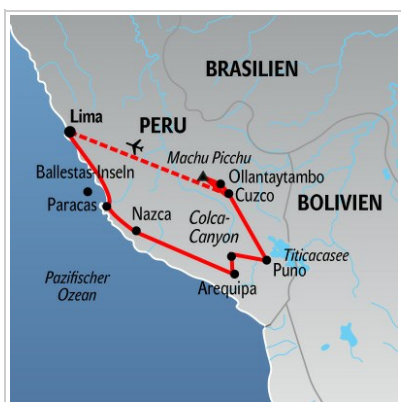 BRASILIEN
Lima
PERU
Machu Picchu
Ollantaytambo
Ballestas-Inseln
Cuzco
BOLIVIEN
Paracas
Nazca
Colca-
Canyon
Titicacasee
Puno
Pazifischer
Ozean
Arequipa